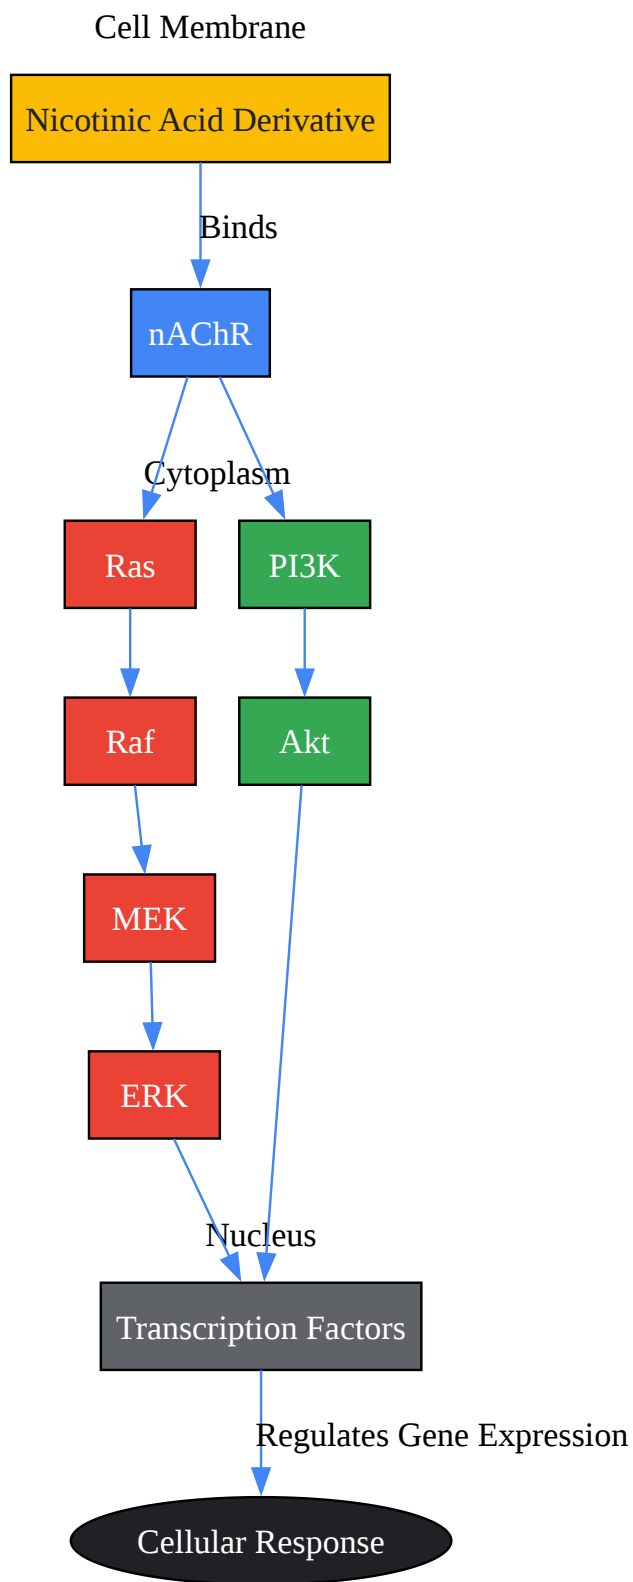 Cell Membrane
Nicotinic Acid Derivative
Binds
nAChR
Cytoplasm
Ras
PI3K
Raf
Akt
MEK
ERK
Nucleus
Transcription Factors
Regulates Gene Expression
Cellular Response